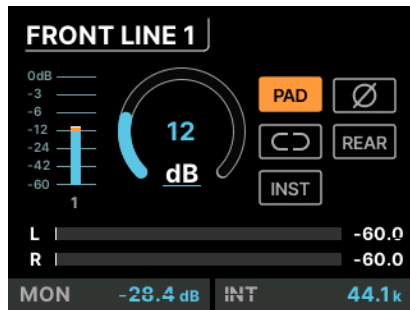 FRONT LINE 1
0dB
-3
-6
-12
-24
-42
-60
1
12
dB
PAD Ø
REAR
INST
L -60.0
R -60.0
MON -28.4 dB INT 44.1 k